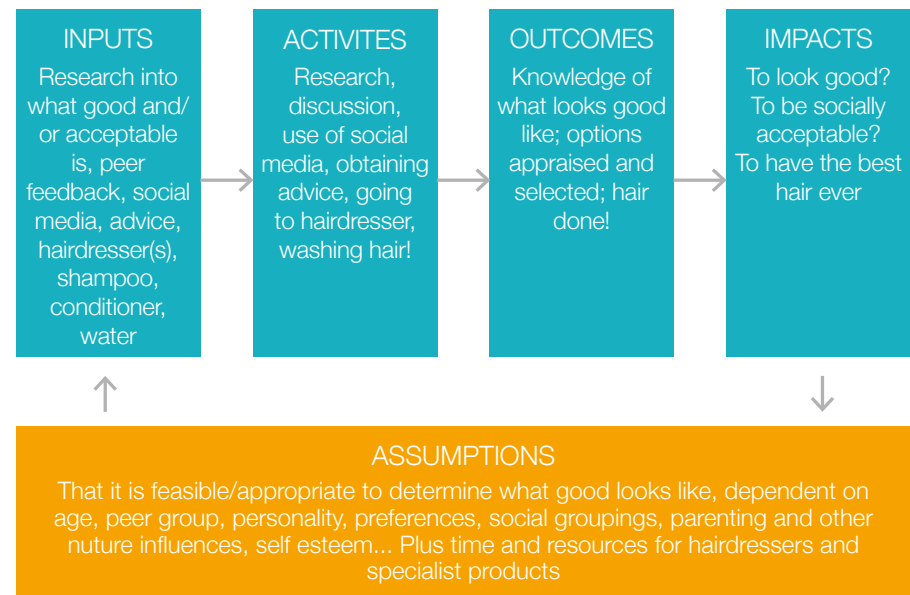 INPUTS
Research into
what good and/
or acceptable
is, peer
feedback, social
media, advice,
hairdresser(s),
shampoo,
conditioner,
water
ACTIVITES
Research,
discussion,
use of social
media, obtaining
advice, going
to hairdresser,
washing hair!
OUTCOMES
Knowledge of
what looks good
like; options
appraised and
selected; hair
done!
IMPACTS
To look good?
To be socially
acceptable?
To have the best
hair ever
ASSUMPTIONS
That it is feasible/appropriate to determine what good looks like, dependent on
age, peer group, personality, preferences, social groupings, parenting and other
nuture influences, self esteem... Plus time and resources for hairdressers and
specialist products